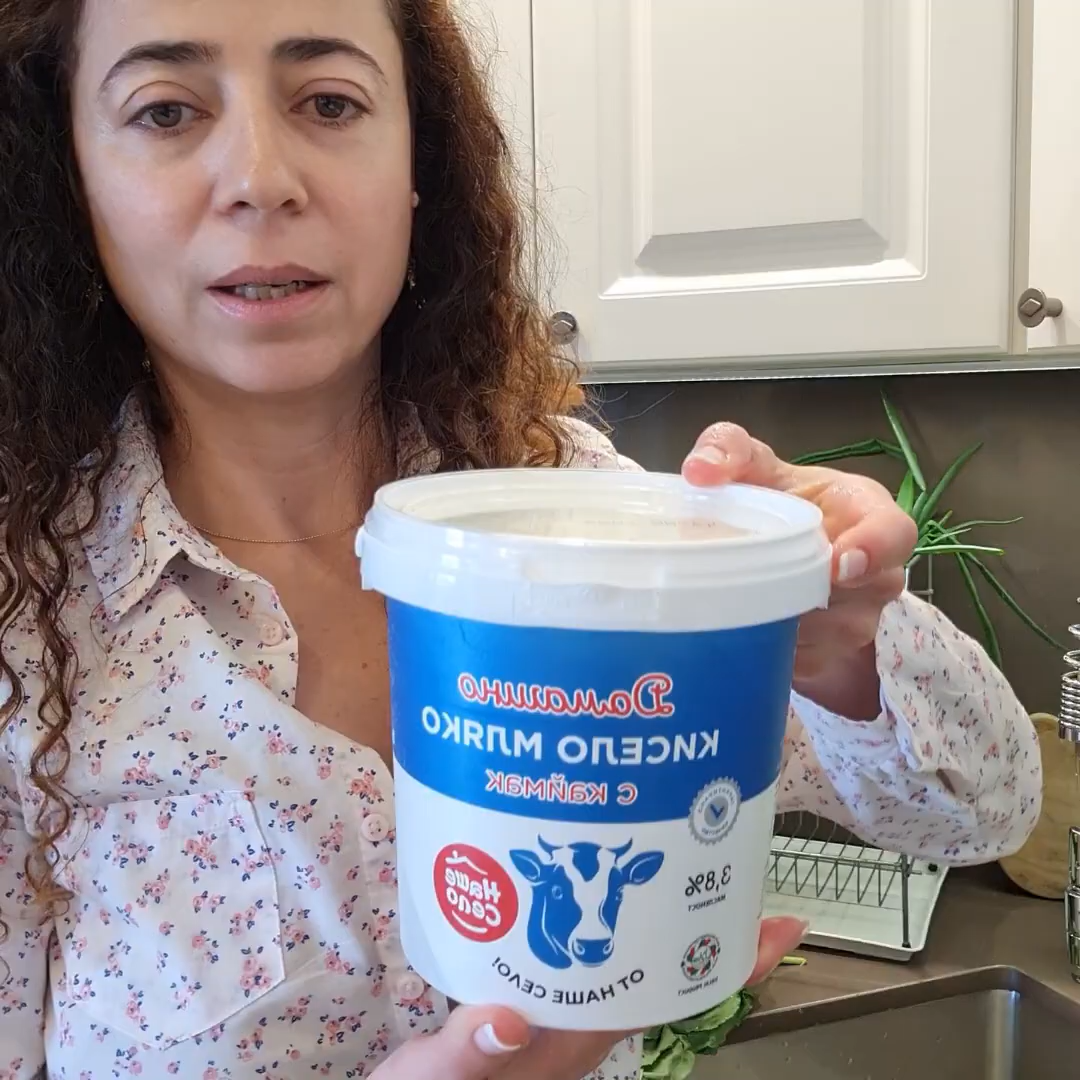 Домашно
КИСЕЛО МЛЯКО
с каймак
3,8%
МАСЛЕНОСТ
Наше
Село
ОТ НАШЕ СЕЛО!